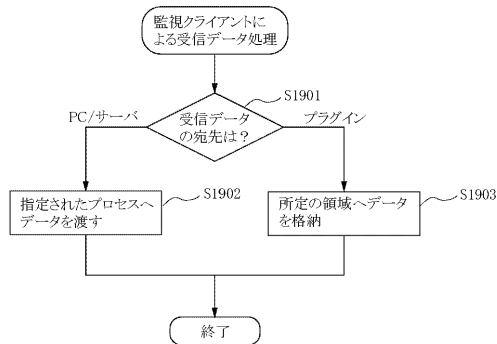 監視クライアントに
よる受信データ処理
S1901
PC/サーバ
受信データ
の宛先は？
プラグイン
指定されたプロセスへ
データを渡す
S1902
所定の領域へデータ
を格納
S1903
終了